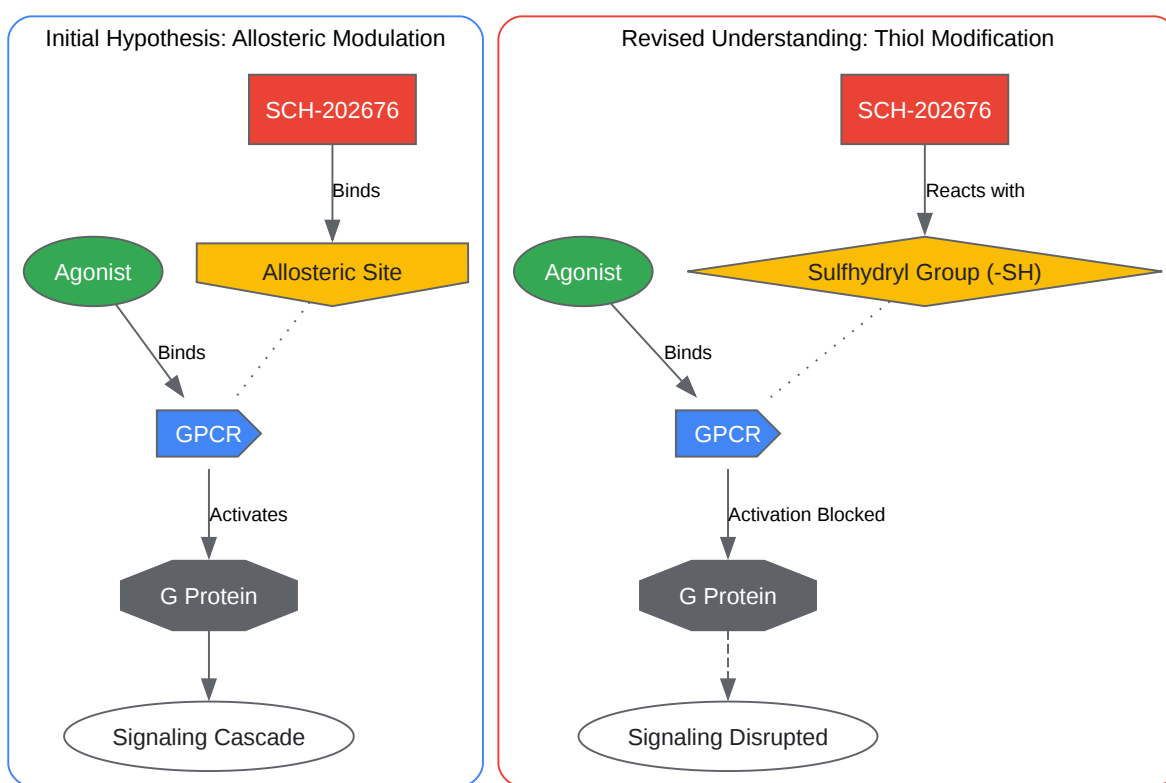 Initial Hypothesis: Allosteric Modulation
SCH-202676
Binds
Agonist
Allosteric Site
Binds
GPCR
Activates
G Protein
Signaling Cascade
Revised Understanding: Thiol Modification
SCH-202676
Reacts with
Agonist
Sulfhydryl Group (-SH)
Binds
GPCR
Activation Blocked
G Protein
Signaling Disrupted